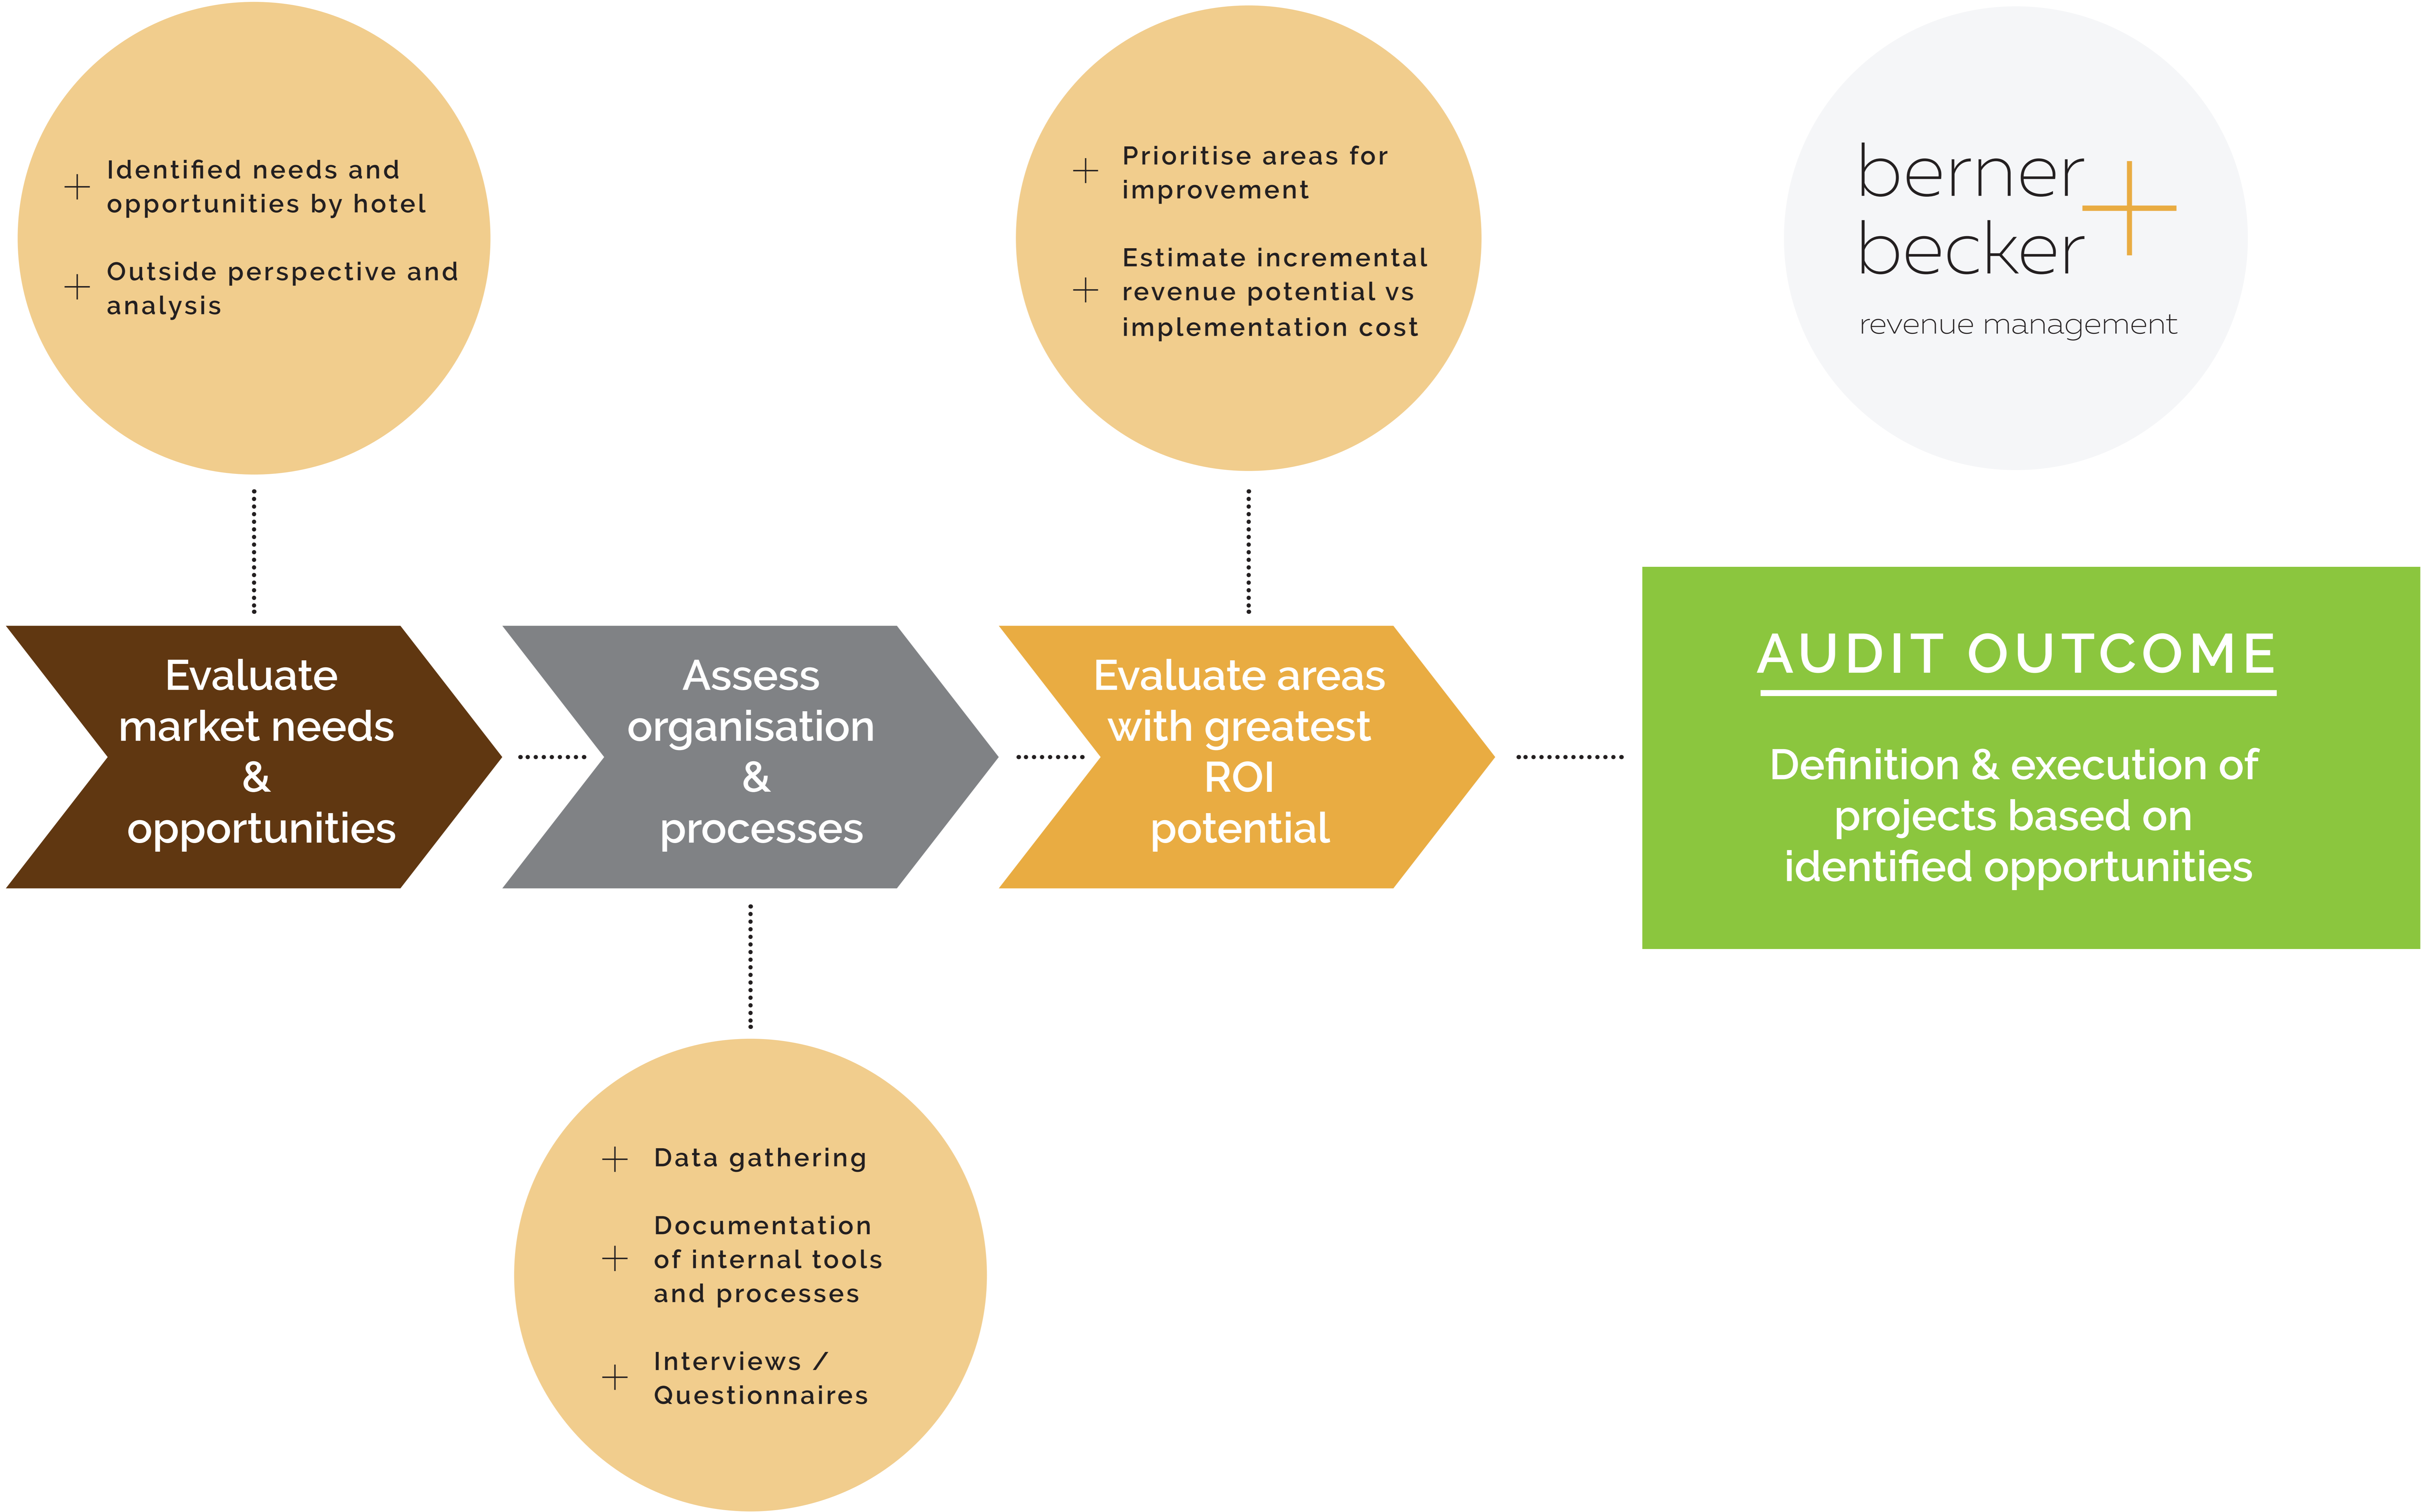 Identified needs and
opportunities by hotel
Outside perspective and
analysis
Prioritise areas for
improvement
Estimate incremental
revenue potential vs
implementation cost
berner
becker
revenue management
Evaluate
market needs
&
opportunities
Assess
organisation
&
processes
Evaluate areas
with greatest
ROI
potential
AUDIT OUTCOME
Definition & execution of
projects based on
identified opportunities
Data gathering
Documentation
of internal tools
and processes
Interviews /
Questionnaires